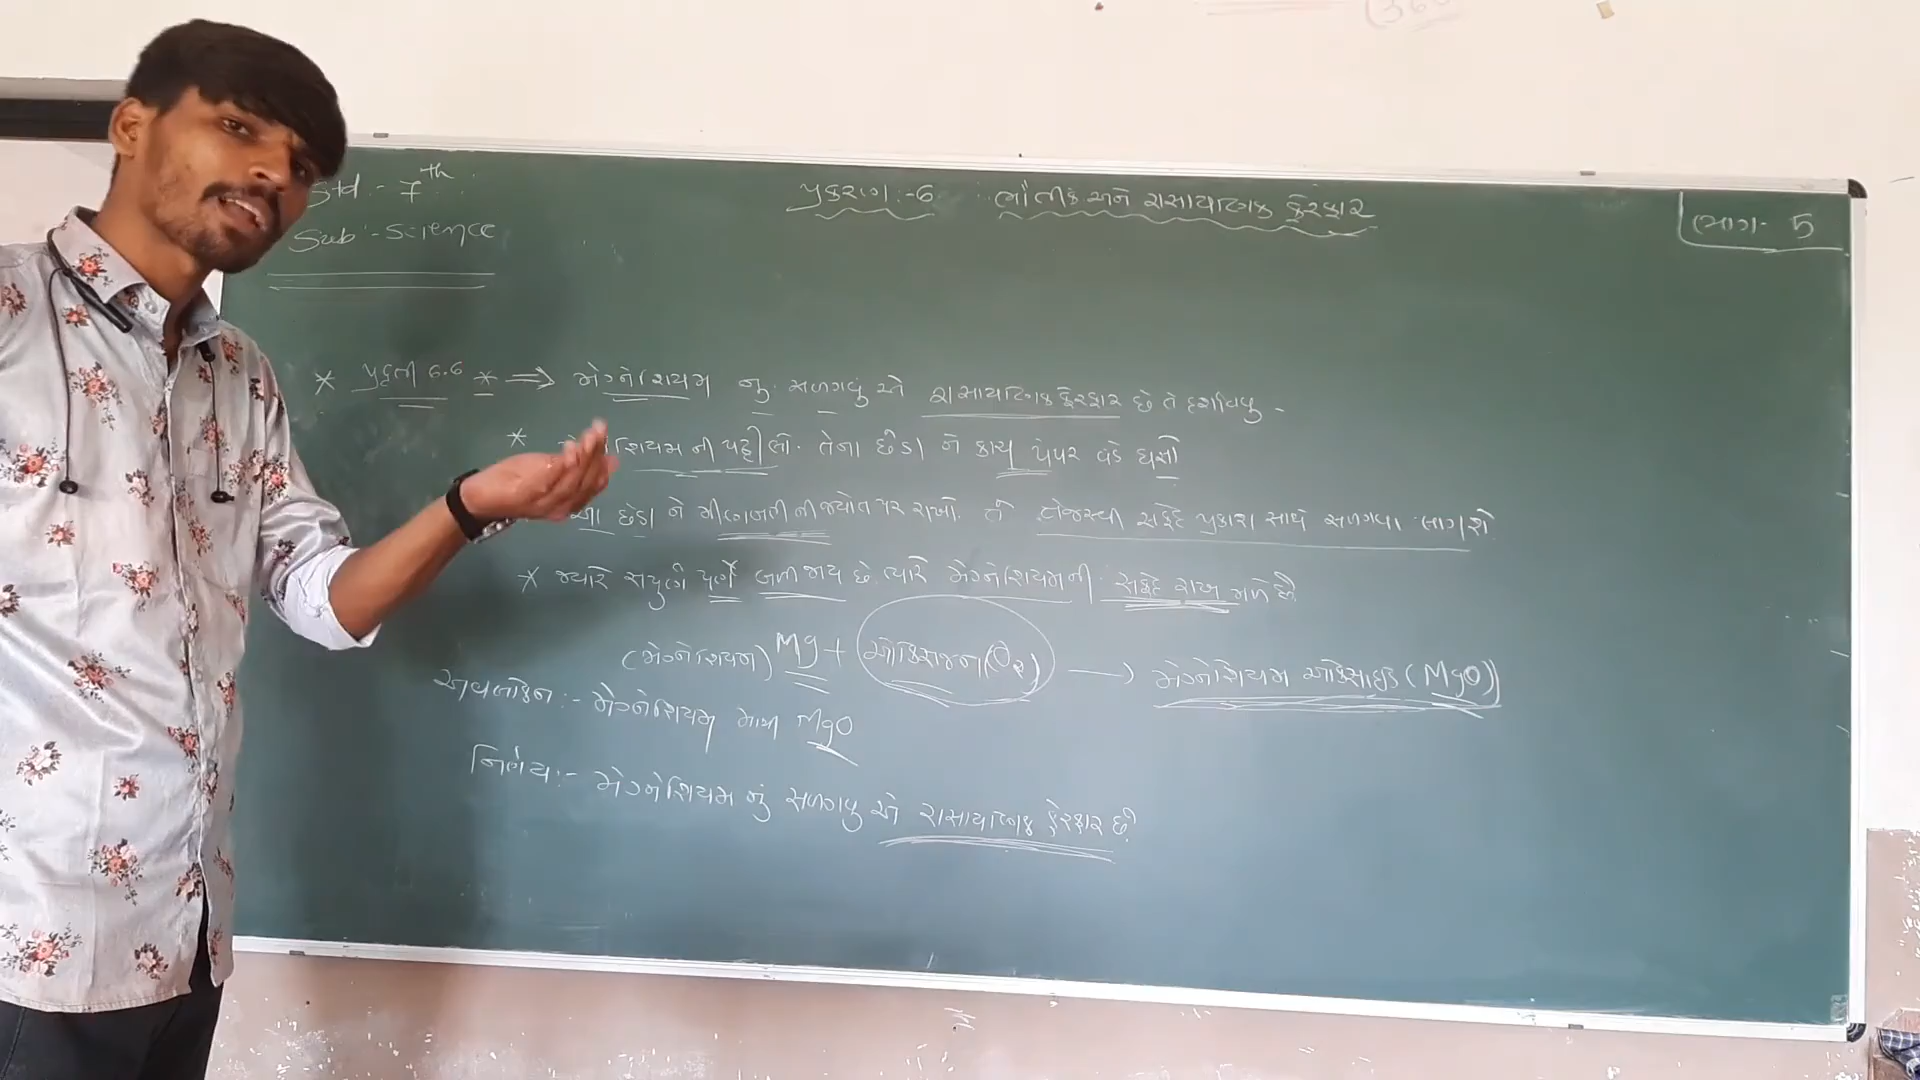 Std - 7th
Sub - Science
પ્રકરણ :-6 ભૌતિક અને રાસાયણિક ફેરફાર
ભાગ - 5
* પ્રવૃત્તિ 6.6 * ⇒ મેગ્નેશિયમ નુ સળગવું એ રાસાયણિક ફેરફાર છે તે દર્શાવવુ -
* શિયમ ની પટ્ટી લો. તેના છેડા ને કાચ પેપર વડે ઘસો
આ છેડા ને મીણબત્તી ની જ્યોત પર રાખો. તે તેજસ્વી સફેદ પ્રકાશ સાથે સળગવા લાગશે
* જ્યારે સંપુર્ણ પણે બળી જાય છે. ત્યારે મેગ્નેશિયમ ની સફેદ રાખ મળે છે.
(મેગ્નેશિયમ) Mg + ઓક્સિજન (O2) → મેગ્નેશિયમ ઓક્સાઇડ (MgO)
અવલોકન :- મેગ્નેશિયમ માંથી MgO
નિર્ણય :- મેગ્નેશિયમ નું સળગવુ એ રાસાયણિક ફેરફાર છે.